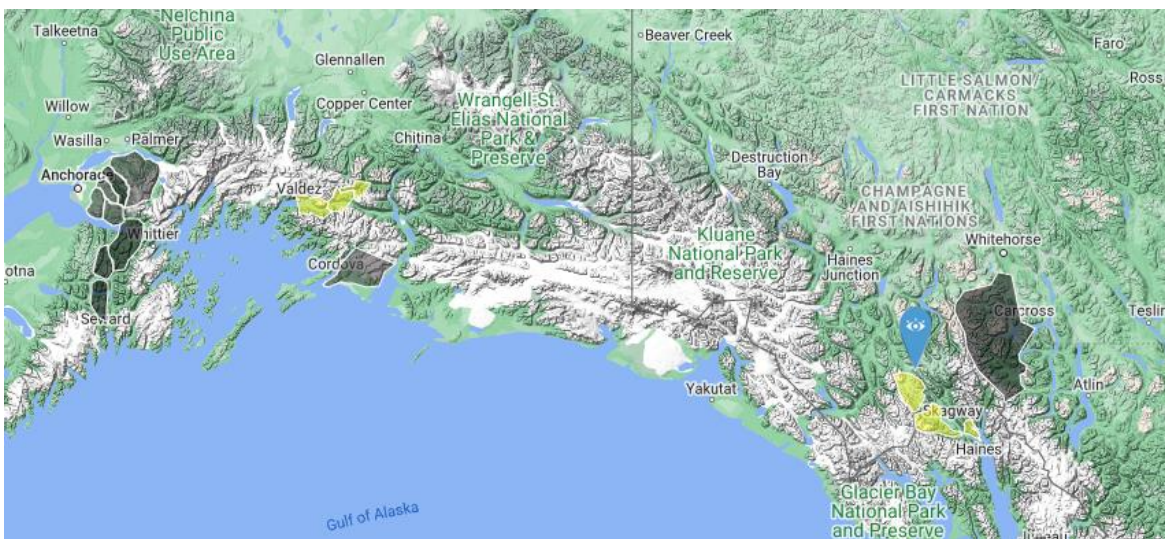 Talkeetna
Nelchina
Public
Use Area
Glennallen
Beaver Creek
Faro
Ross
LITTLE SALMON/
CARMACKS
FIRST NATION
Willow
Copper Center
Wrangell-St.
Elias National
Park &
Preserve
Wasilla
Palmer
Chitina
Destruction
Bay
Anchorage
Valdez
CHAMPAGNE
AND AISHIHIK
FIRST NATIONS
Whittier
Kluane
National Park
and Reserve
Whitehorse
Haines
Junction
otna
Cordova
Carcross
Seward
Teslin
Yakutat
Atlin
Skagway
Haines
Glacier Bay
National Park
and Preserve
Gulf of Alaska